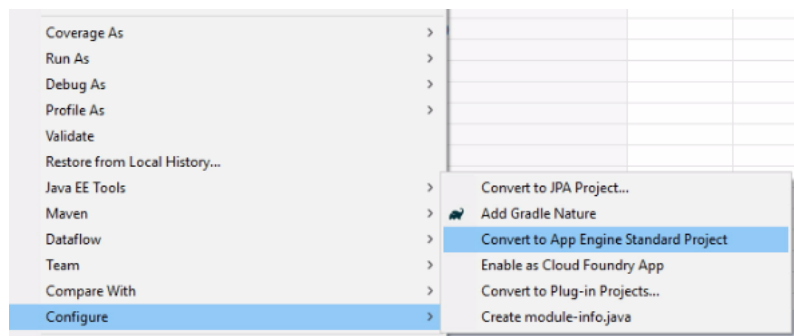 Coverage As
Run As
Debug As
Profile As
Validate
Restore from Local History...
Java EE Tools
Maven
Dataflow
Team
Compare With
Configure
Convert to JPA Project...
Add Gradle Nature
Convert to App Engine Standard Project
Enable as Cloud Foundry App
Convert to Plug-in Projects...
Create module-info.java